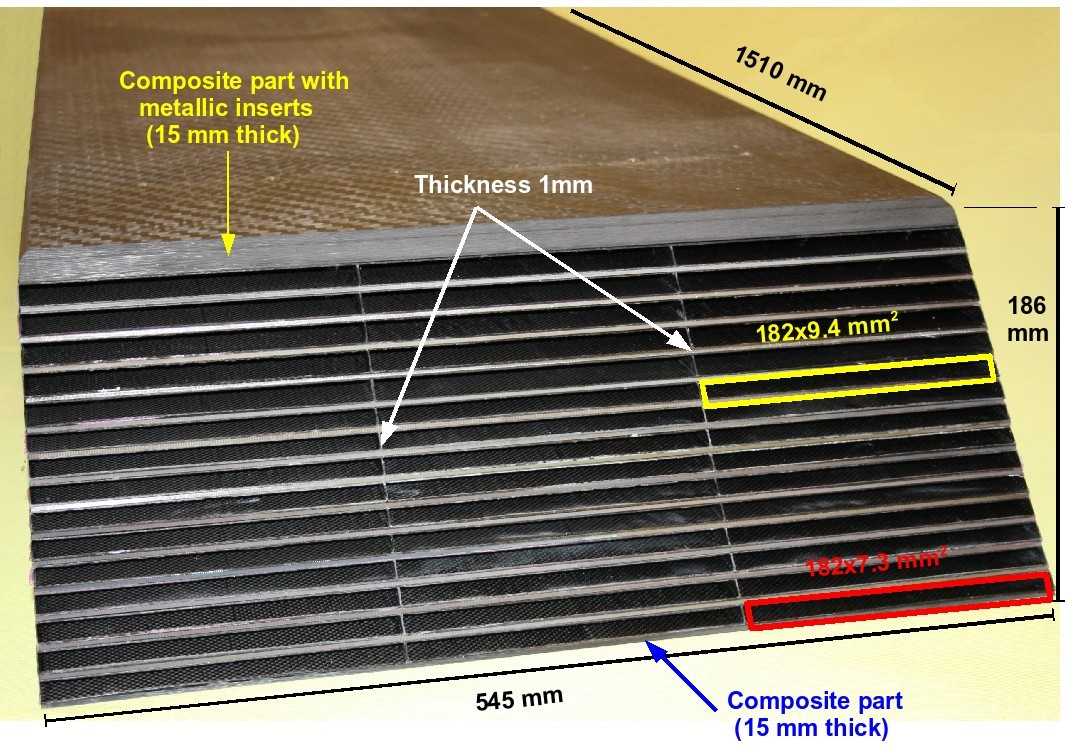 1510 mm
Composite part with
metallic inserts
(15 mm thick)
Thickness 1mm
186
mm
182x9.4 mm²
182x7.3 mm²
545 mm
Composite part
(15 mm thick)